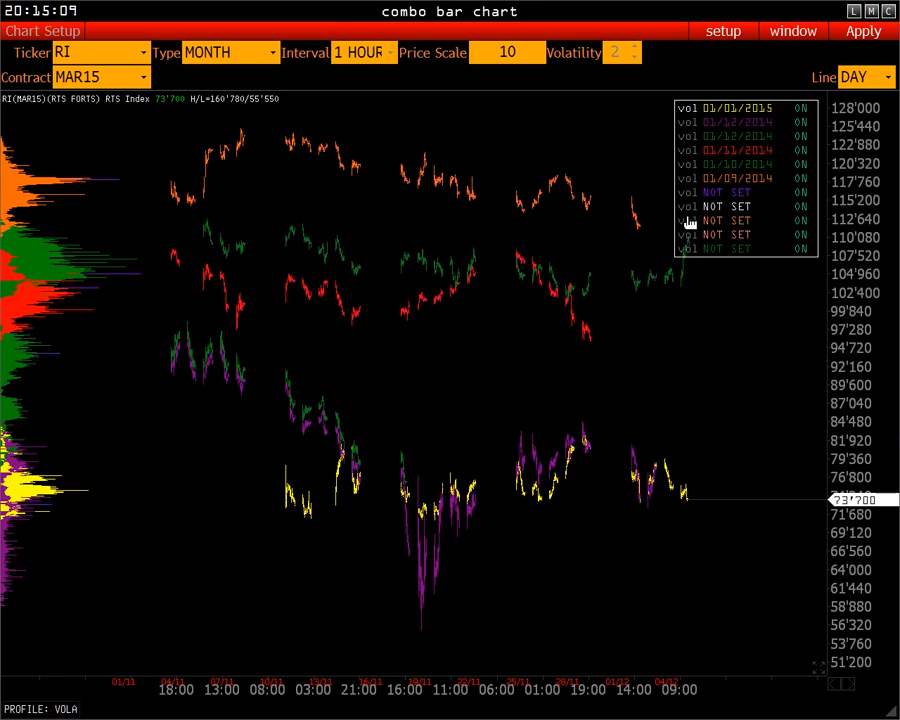 20:15:09 combo bar chart L M C
Chart Setup setup window Apply
Ticker RI Type MONTH Interval 1 HOUR Price Scale 10 Volatility 2
Contract MAR15 Line DAY
RI(MAR15)(RTS FORTS) RTS Index 73'700 H/L=160'780/55'550
vol 01/01/2015 ON
vol 01/12/2014 ON
vol 01/12/2014 ON
vol 01/11/2014 ON
vol 01/10/2014 ON
vol 01/09/2014 ON
vol NOT SET ON
vol NOT SET ON
NOT SET ON
vol NOT SET ON
vol NOT SET ON
128'000
125'440
122'880
120'320
117'760
115'200
112'640
110'080
107'520
104'960
102'400
99'840
97'280
94'720
92'160
89'600
87'040
84'480
81'920
79'360
76'800
73'700
71'680
69'120
66'560
64'000
61'440
58'880
56'320
53'760
51'200
01/11 04/11 07/11 10/11 13/11 16/11 19/11 22/11 25/11 28/11 01/12 04/12
18:00 13:00 08:00 03:00 21:00 16:00 11:00 06:00 01:00 19:00 14:00 09:00
PROFILE: VOLA